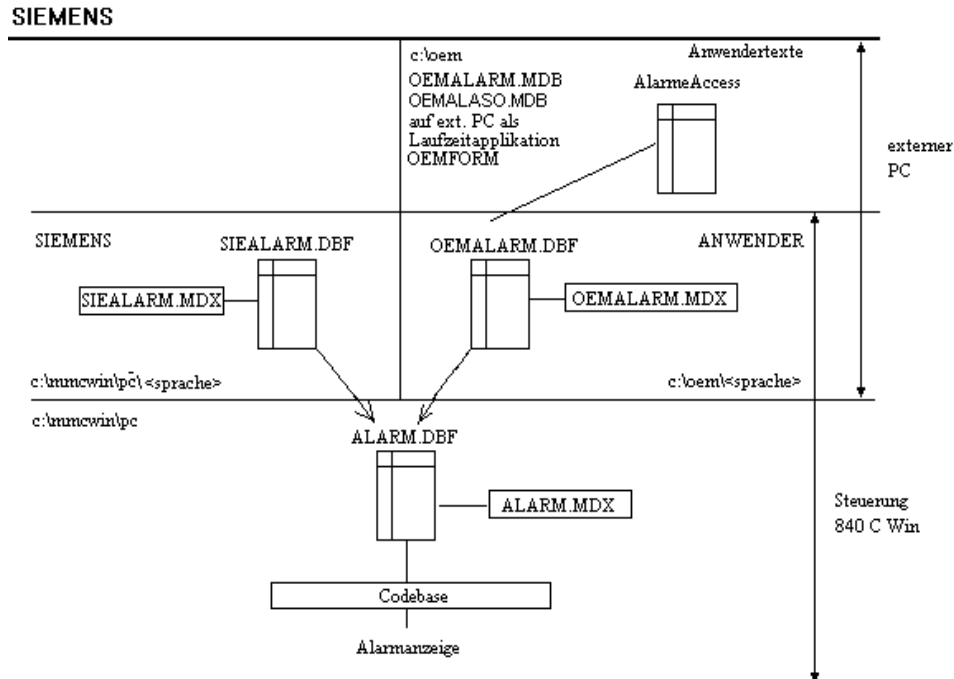 SIEMENS
c:\oem
OEMALARM.MDB
OEMALASO.MDB
auf ext. PC als
Laufzeitapplikation
OEMFORM
Anwendertexte
AlarmeAccess
externer
PC
SIEMENS
SIEALARM.DBF
OEMALARM.DBF
ANWENDER
SIEALARM.MDX
OEMALARM.MDX
c:\mmcwin\pc\<sprache>
c:\oem\<sprache>
c:\mmcwin\pc
ALARM.DBF
ALARM.MDX
Steuerung
840 C Win
Codebase
Alarmanzeige